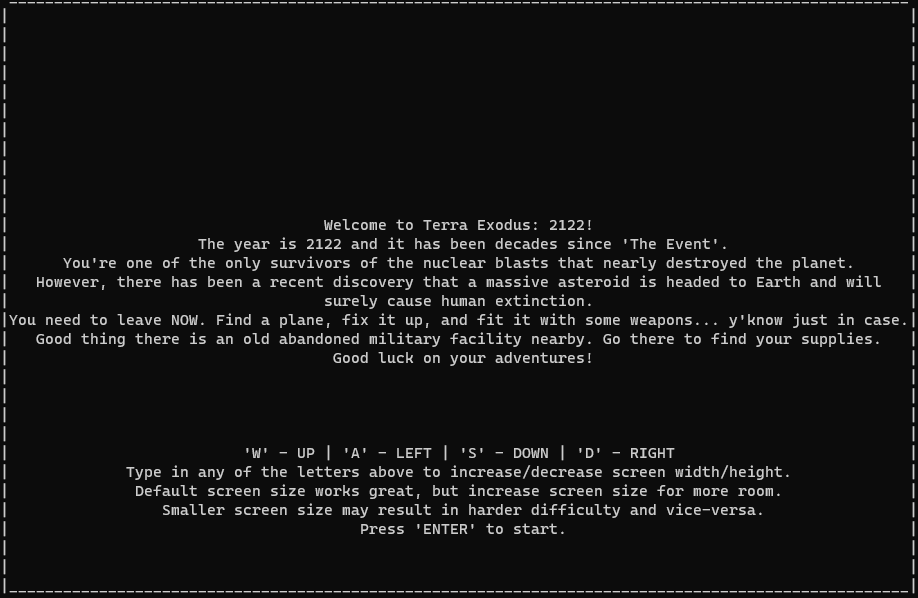 Welcome to Terra Exodus: 2122!
The year is 2122 and it has been decades since 'The Event'.
You're one of the only survivors of the nuclear blasts that nearly destroyed the planet.
However, there has been a recent discovery that a massive asteroid is headed to Earth and will
surely cause human extinction.
You need to leave NOW. Find a plane, fix it up, and fit it with some weapons... y'know just in case.
Good thing there is an old abandoned military facility nearby. Go there to find your supplies.
Good luck on your adventures!
'W' - UP | 'A' - LEFT | 'S' - DOWN | 'D' - RIGHT
Type in any of the letters above to increase/decrease screen width/height.
Default screen size works great, but increase screen size for more room.
Smaller screen size may result in harder difficulty and vice-versa.
Press 'ENTER' to start.